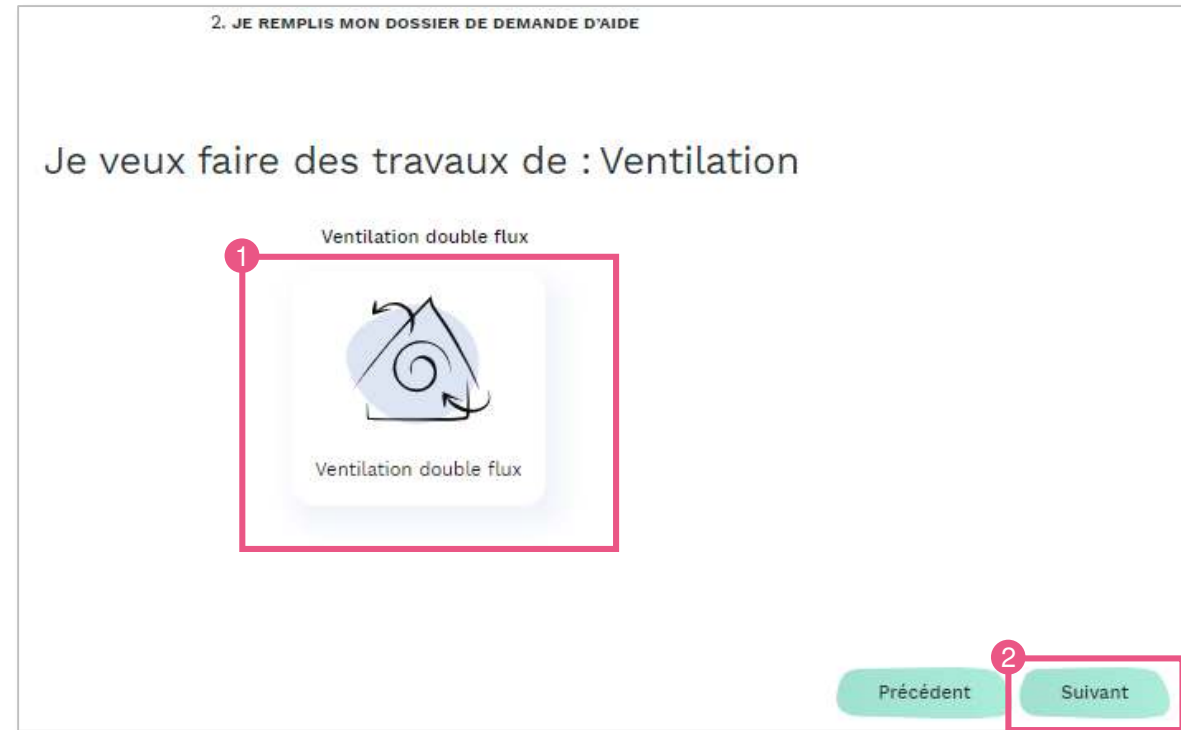 2. JE REMPLIS MON DOSSIER DE DEMANDE D'AIDE
Je veux faire des travaux de : Ventilation
Ventilation double flux
1
Ventilation double flux
2
Précédent
Suivant